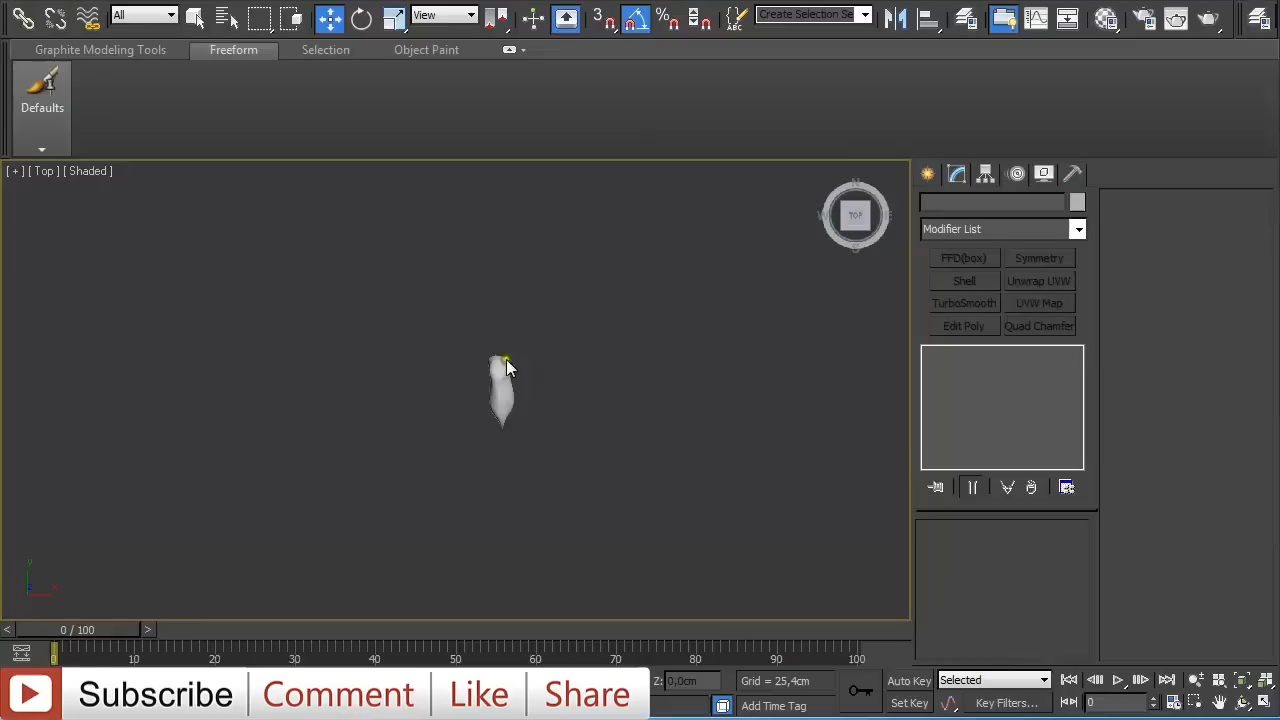 All
View
3
Create Selection Se
Graphite Modeling Tools Freeform Selection Object Paint
Defaults
[ + ] [ Top ] [ Shaded ]
N
TOP
S
Modifier List
FFD(box) Symmetry
Shell Unwrap UVW
TurboSmooth UVW Map
Edit Poly Quad Chamfer
y
x
< 0 / 100 >
0 10 20 30 40 50 60 70 80 90 100
Subscribe Comment Like Share
Z: 0,0cm Grid = 25,4cm Auto Key Selected
Add Time Tag Set Key Key Filters... 0